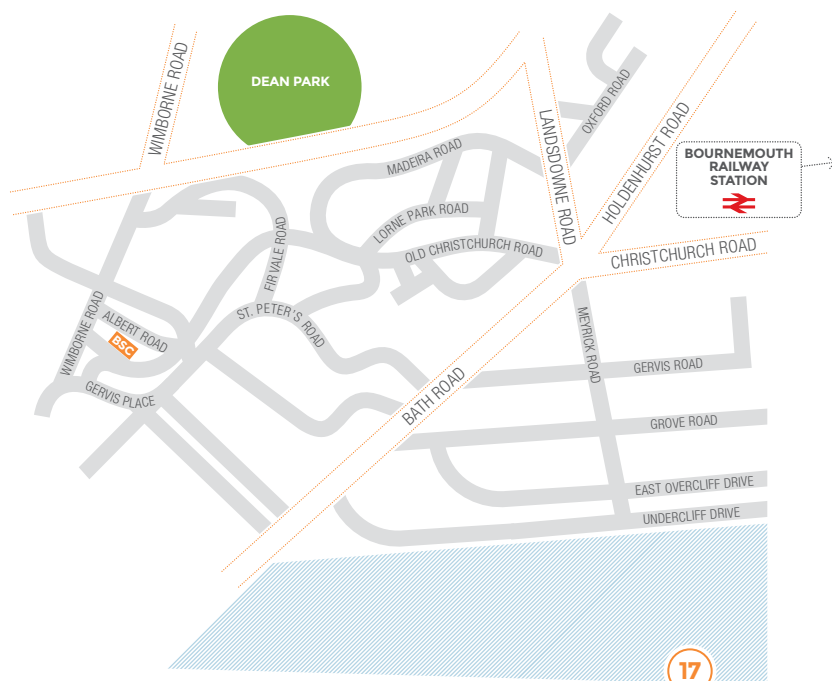 WIMBORNE ROAD
DEAN PARK
OXFORD ROAD
LANDSDOWNE ROAD
HOLDENHURST ROAD
MADEIRA ROAD
BOURNEMOUTH
RAILWAY
STATION
LORNE PARK ROAD
OLD CHRISTCHURCH ROAD
CHRISTCHURCH ROAD
FIR VALE ROAD
ST. PETER'S ROAD
ALBERT ROAD
BSC
WIMBORNE ROAD
GERVIS PLACE
MEYRICK ROAD
GERVIS ROAD
BATH ROAD
GROVE ROAD
EAST OVERCLIFF DRIVE
UNDERCLIFF DRIVE
17